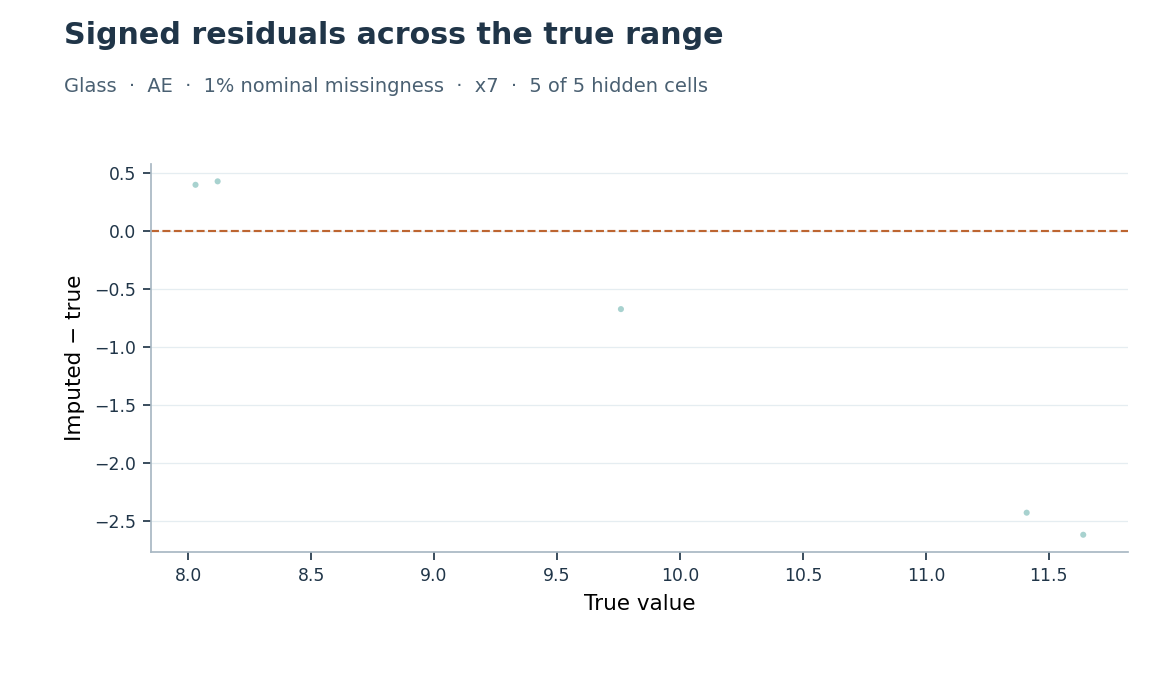 Signed residuals across the true range
Glass · AE · 1% nominal missingness · x7 · 5 of 5 hidden cells
0.5
0.0
−0.5
−1.0
−1.5
−2.0
−2.5
Imputed − true
8.0 8.5 9.0 9.5 10.0 10.5 11.0 11.5
True value